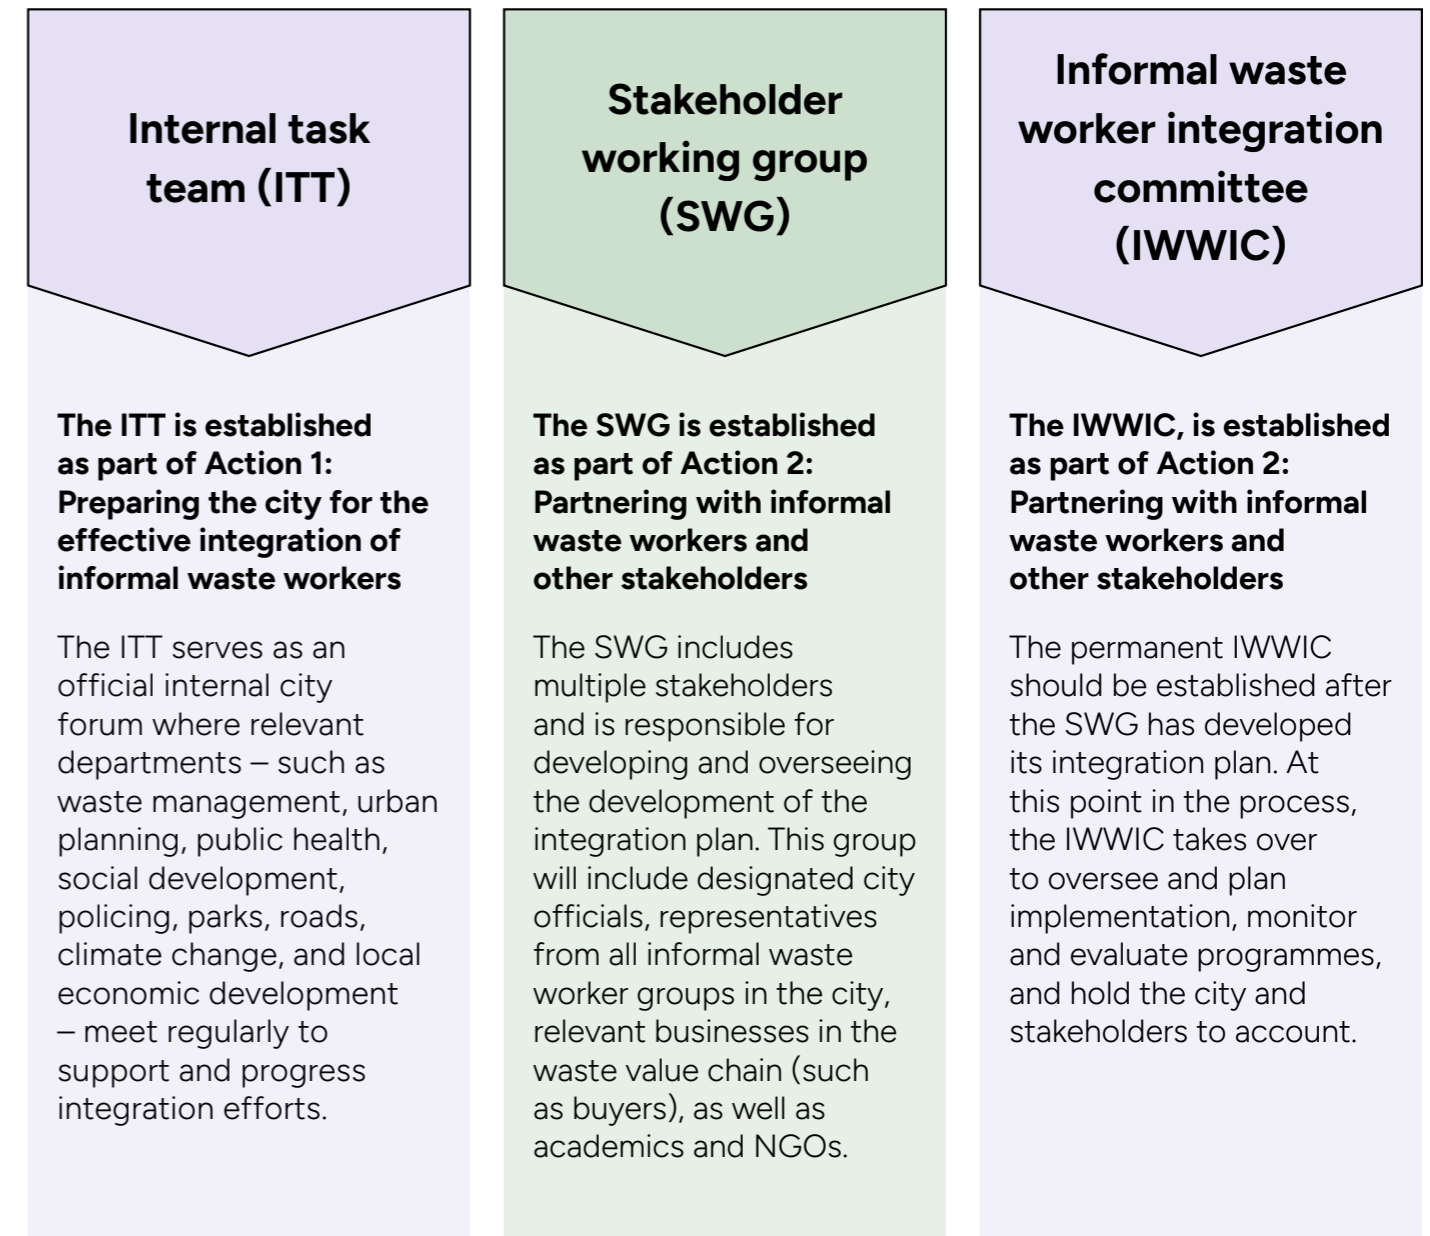 Internal task
team (ITT)
The ITT is established
as part of Action 1:
Preparing the city for the
effective integration of
informal waste workers
The ITT serves as an
official internal city
forum where relevant
departments – such as
waste management, urban
planning, public health,
social development,
policing, parks, roads,
climate change, and local
economic development
– meet regularly to
support and progress
integration efforts.
Stakeholder
working group
(SWG)
The SWG is established
as part of Action 2:
Partnering with informal
waste workers and
other stakeholders
The SWG includes
multiple stakeholders
and is responsible for
developing and overseeing
the development of the
integration plan. This group
will include designated city
officials, representatives
from all informal waste
worker groups in the city,
relevant businesses in the
waste value chain (such
as buyers), as well as
academics and NGOs.
Informal waste
worker integration
committee
(IWWIC)
The IWWIC, is established
as part of Action 2:
Partnering with informal
waste workers and
other stakeholders
The permanent IWWIC
should be established after
the SWG has developed
its integration plan. At
this point in the process,
the IWWIC takes over
to oversee and plan
implementation, monitor
and evaluate programmes,
and hold the city and
stakeholders to account.